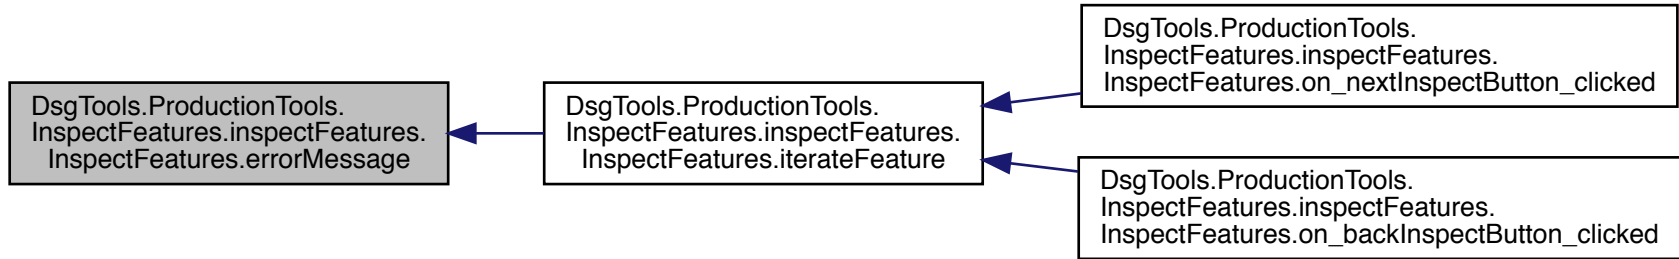 DsgTools.ProductionTools.
InspectFeatures.inspectFeatures.
InspectFeatures.errorMessage
DsgTools.ProductionTools.
InspectFeatures.inspectFeatures.
InspectFeatures.iterateFeature
DsgTools.ProductionTools.
InspectFeatures.inspectFeatures.
InspectFeatures.on_nextInspectButton_clicked
DsgTools.ProductionTools.
InspectFeatures.inspectFeatures.
InspectFeatures.on_backInspectButton_clicked